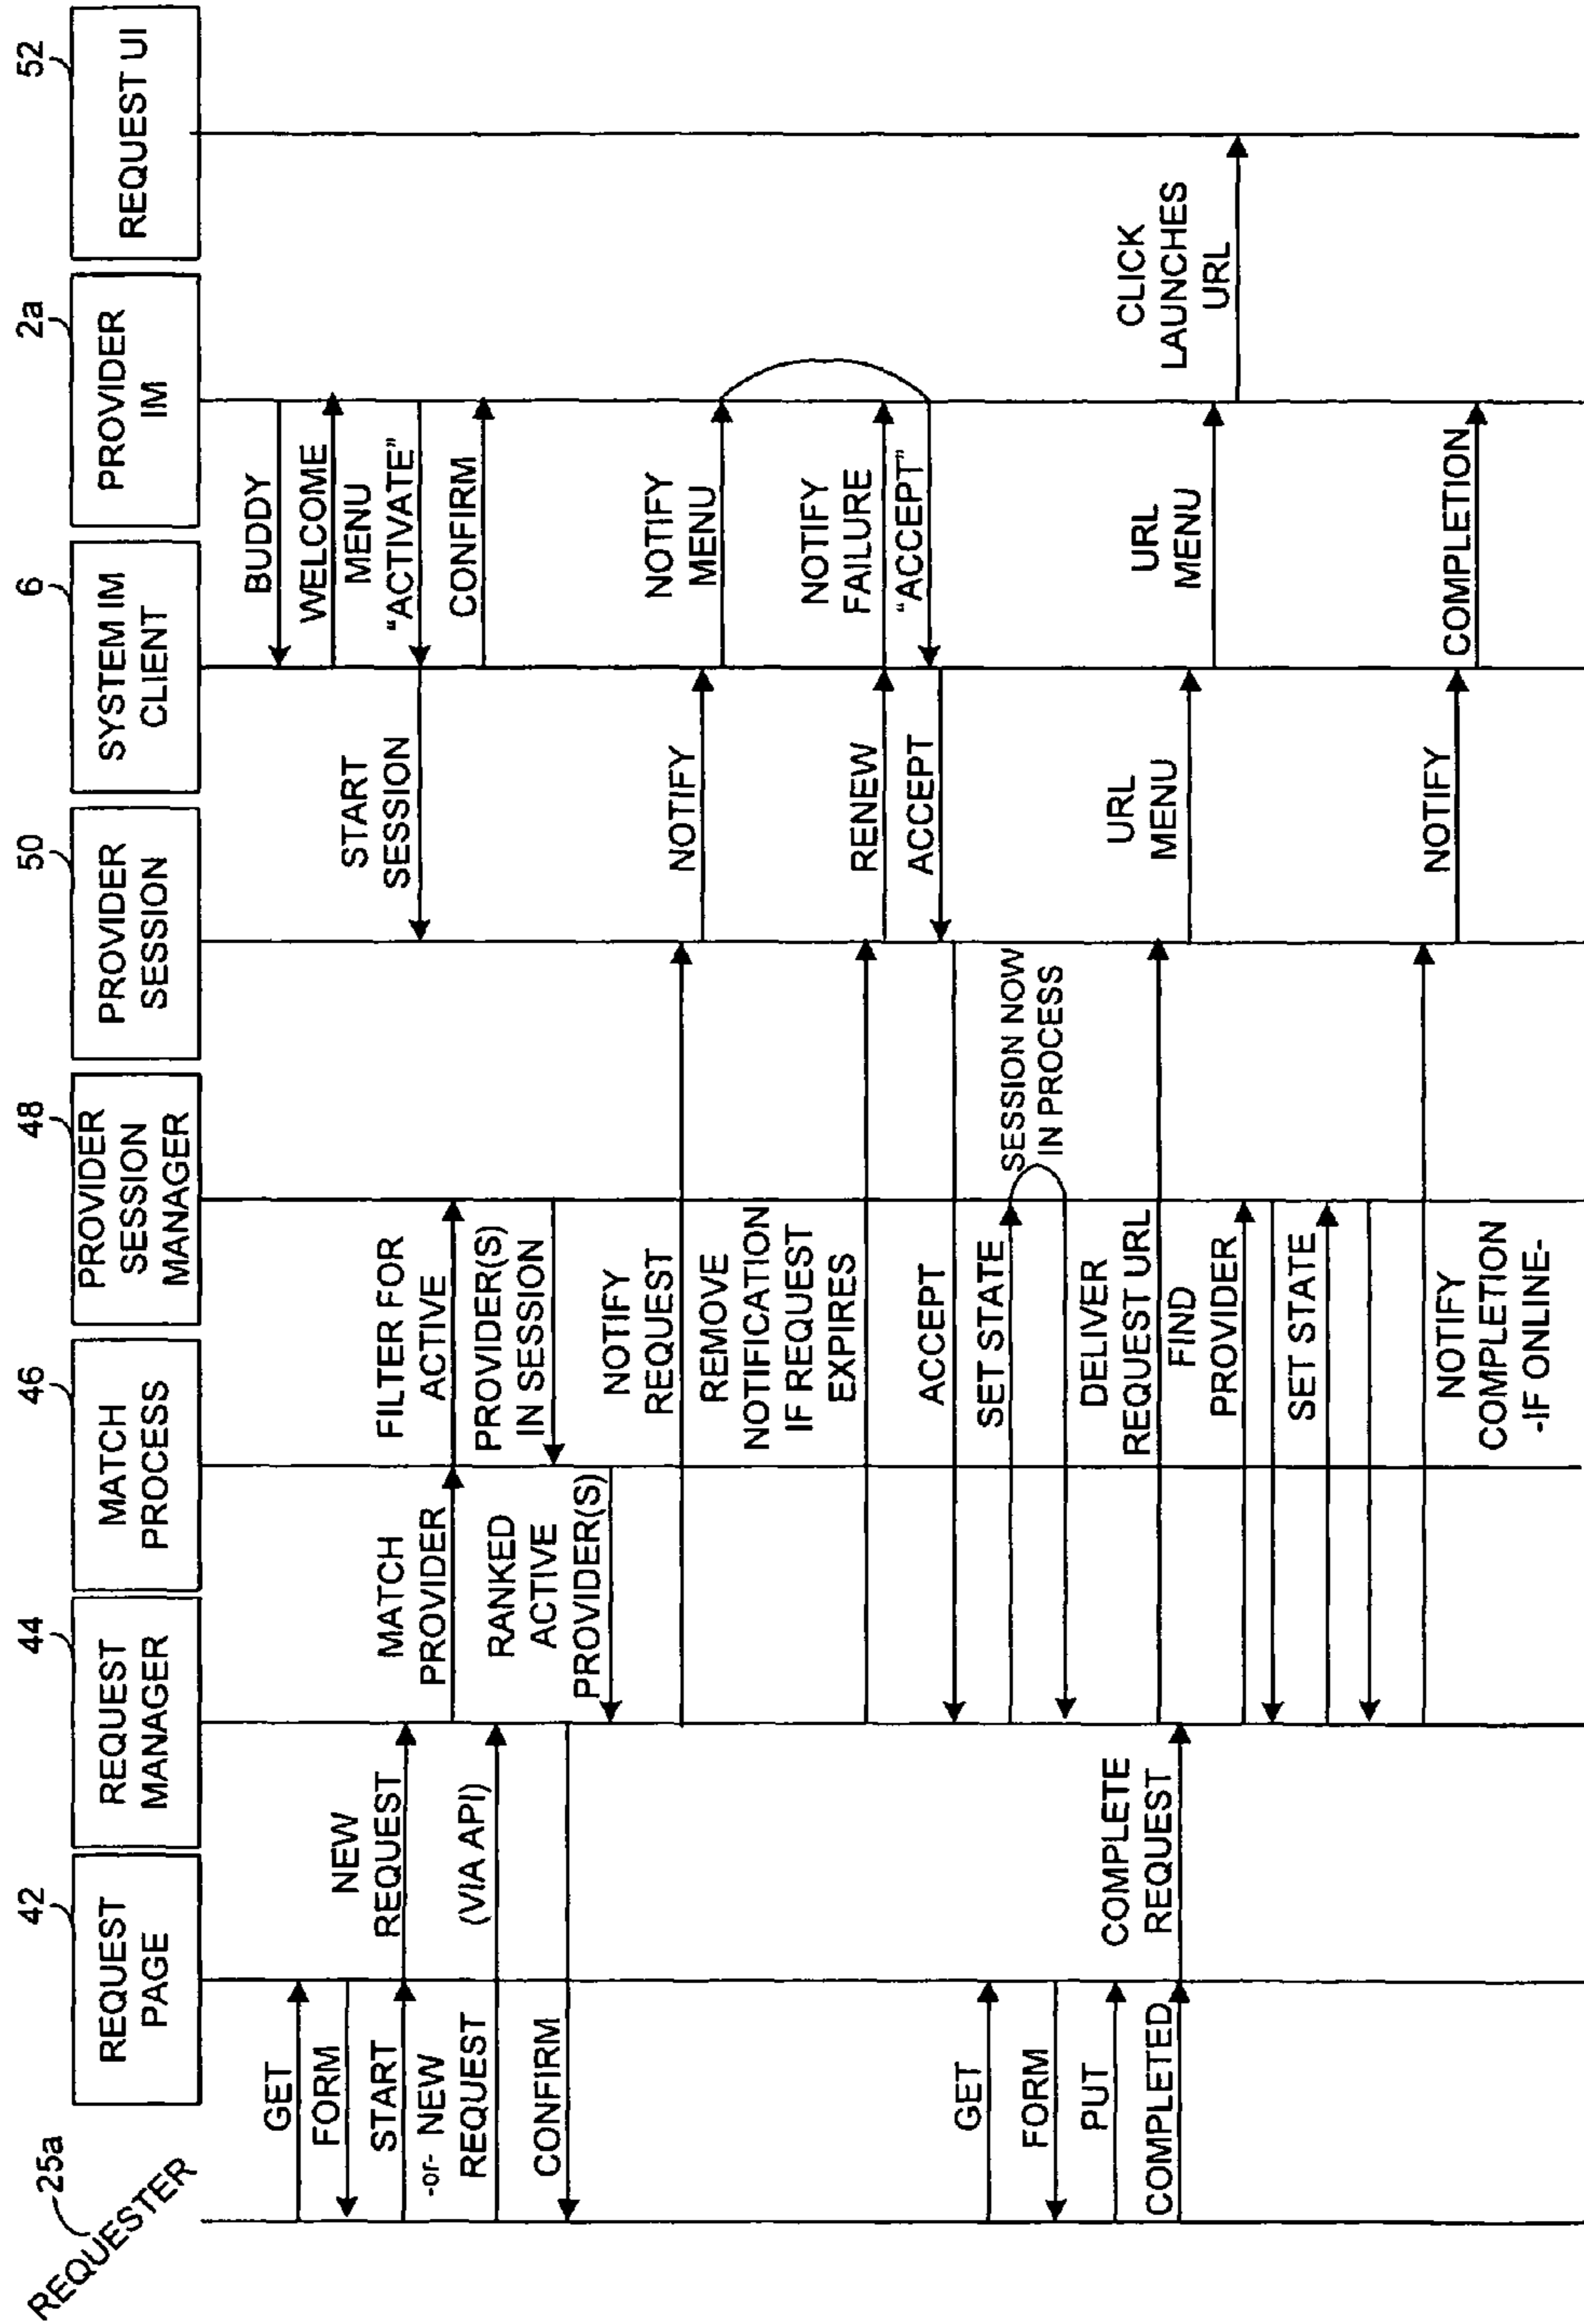 25a
REQUESTER
42
REQUEST
PAGE
44
REQUEST
MANAGER
46
MATCH
PROCESS
48
PROVIDER
SESSION
MANAGER
50
PROVIDER
SESSION
6
SYSTEM IM
CLIENT
2a
PROVIDER
IM
52
REQUEST UI
GET
FORM
START
-or- NEW
REQUEST
CONFIRM
GET
FORM
PUT
COMPLETED
NEW
REQUEST
(VIA API)
COMPLETE
REQUEST
MATCH
PROVIDER
RANKED
ACTIVE
PROVIDER(S)
FILTER FOR
ACTIVE
PROVIDER(S)
IN SESSION
NOTIFY
REQUEST
REMOVE
NOTIFICATION
IF REQUEST
EXPIRES
ACCEPT
SET STATE
SESSION NOW
IN PROCESS
DELIVER
REQUEST URL
FIND
PROVIDER
SET STATE
NOTIFY
COMPLETION
-IF ONLINE-
START
SESSION
NOTIFY
RENEW
ACCEPT
URL
MENU
NOTIFY
BUDDY
WELCOME
MENU
“ACTIVATE”
CONFIRM
NOTIFY
MENU
NOTIFY
FAILURE
“ACCEPT”
URL
MENU
COMPLETION
CLICK
LAUNCHES
URL